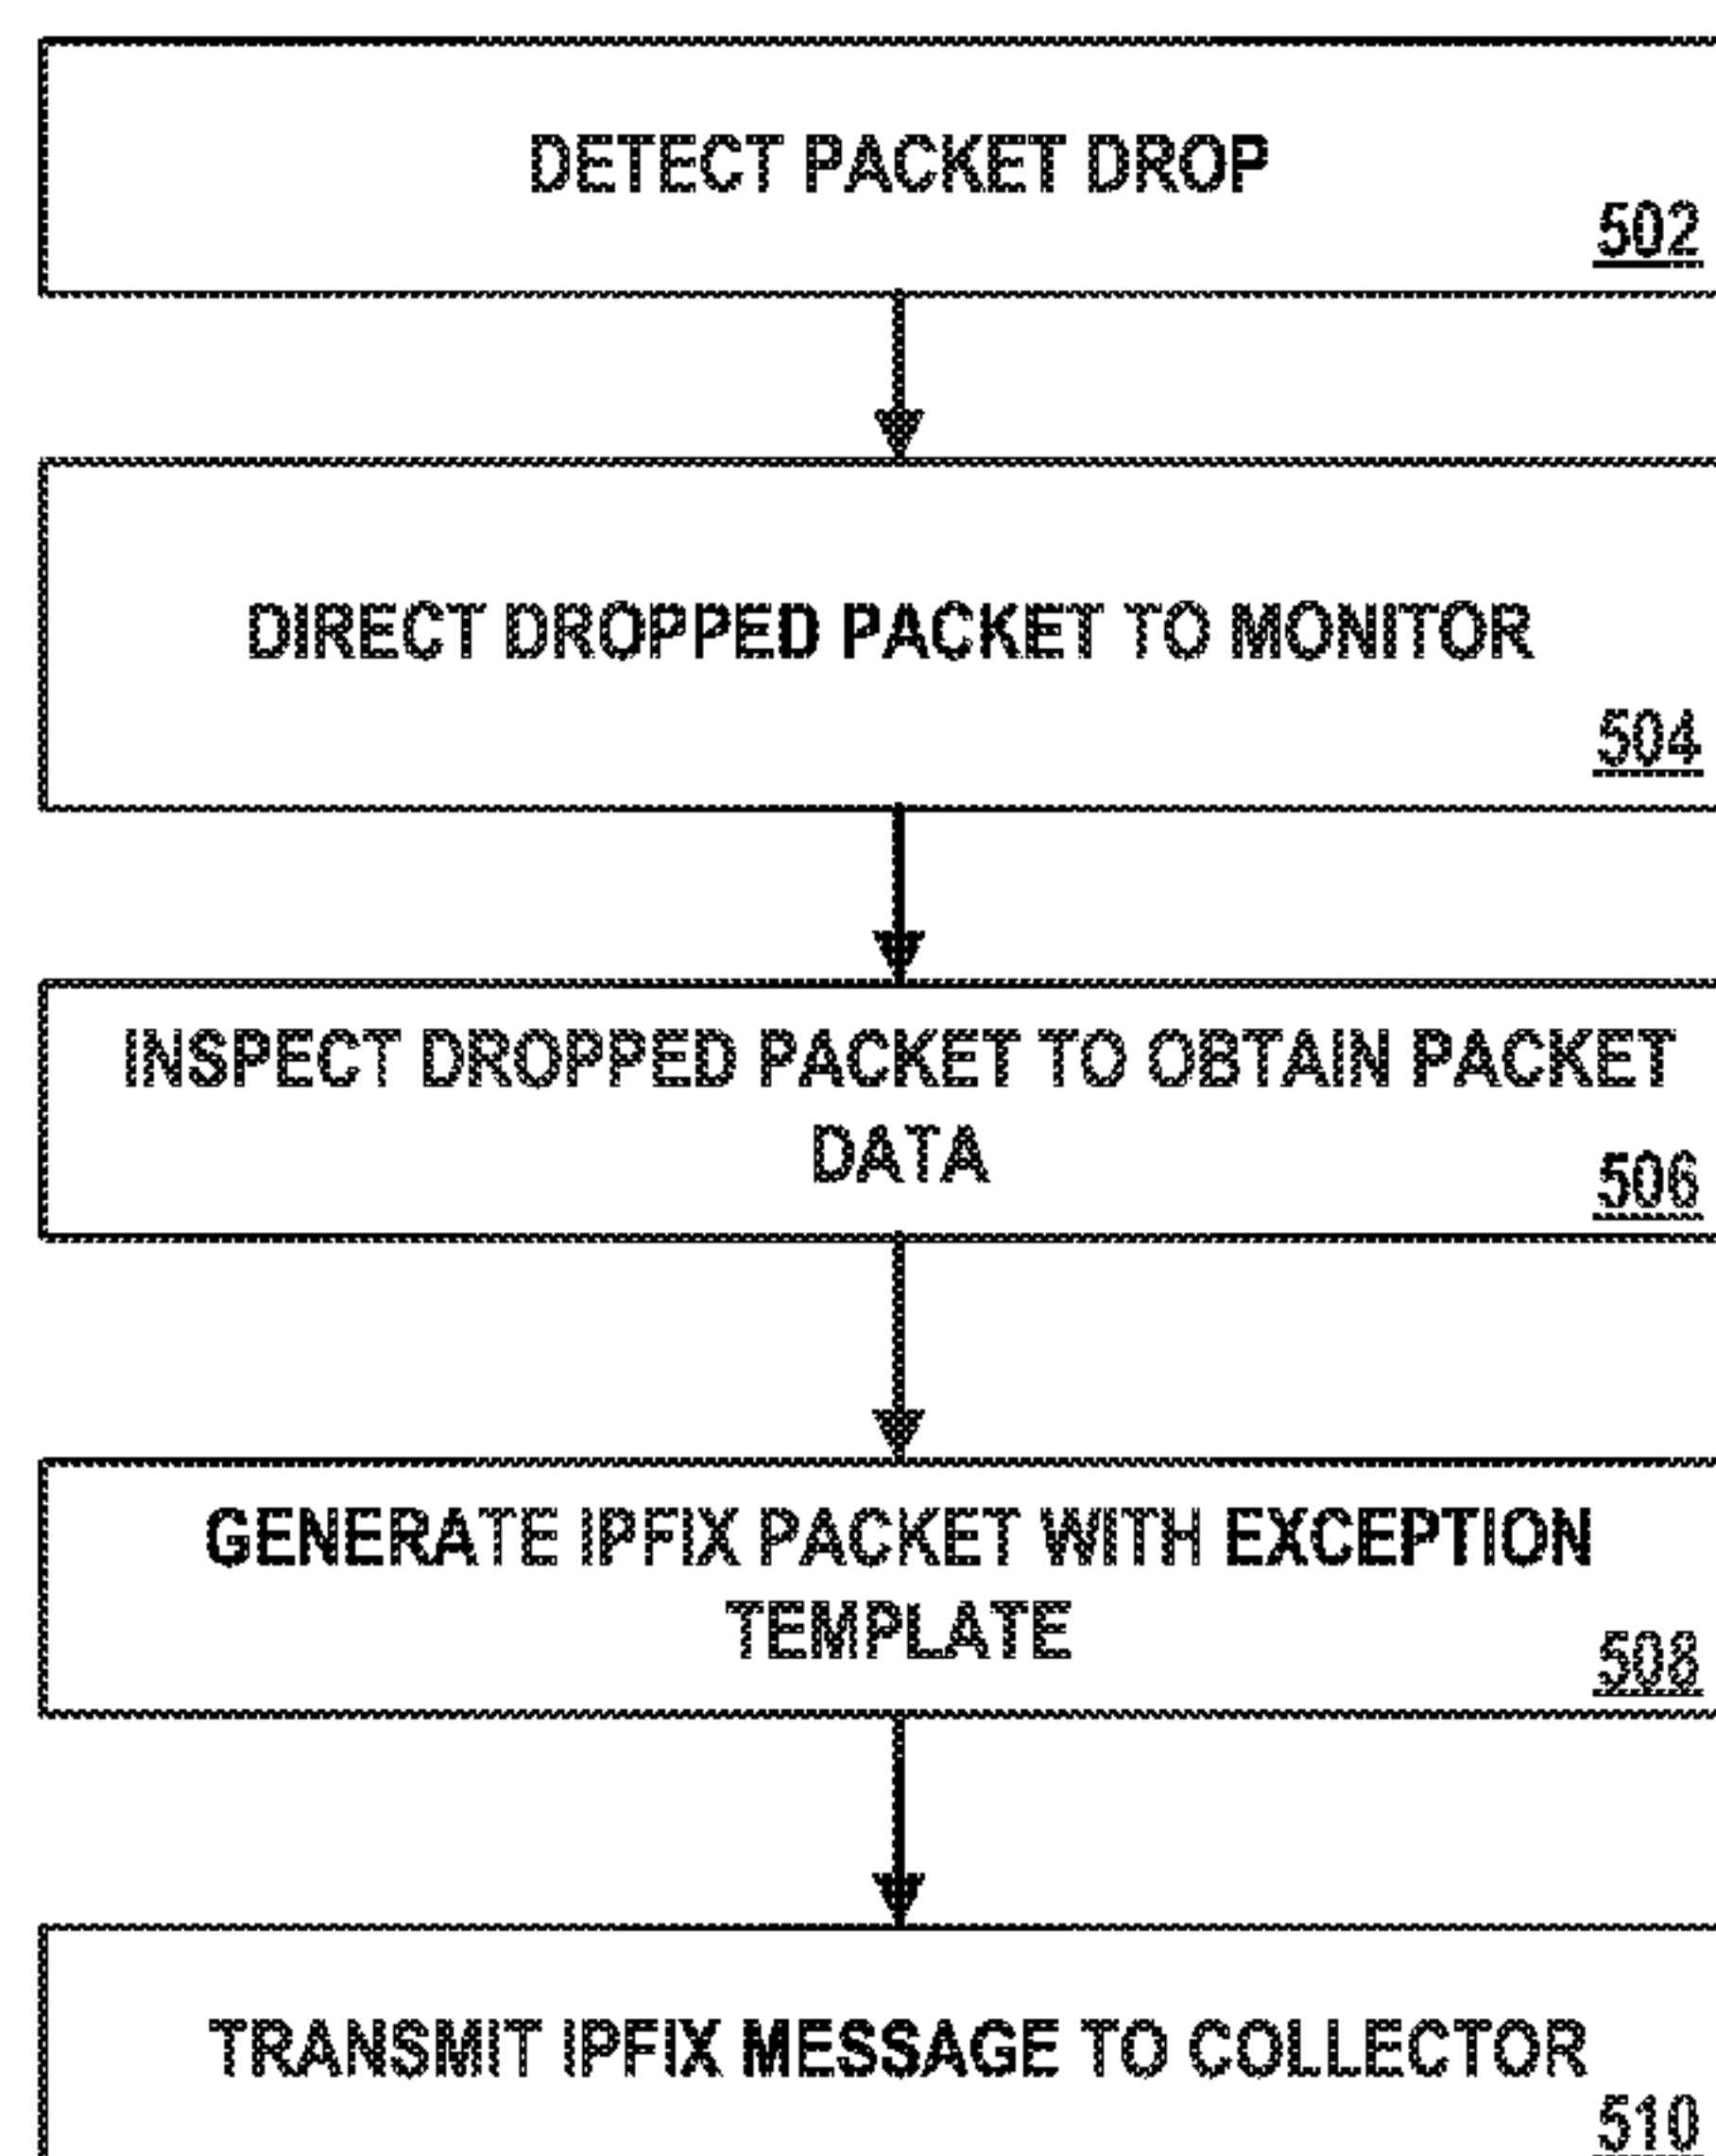 DETECT PACKET DROP
502
DIRECT DROPPED PACKET TO MONITOR
504
INSPECT DROPPED PACKET TO OBTAIN PACKET
DATA
506
GENERATE IPFIX PACKET WITH EXCEPTION
TEMPLATE
508
TRANSMIT IPFIX MESSAGE TO COLLECTOR
510